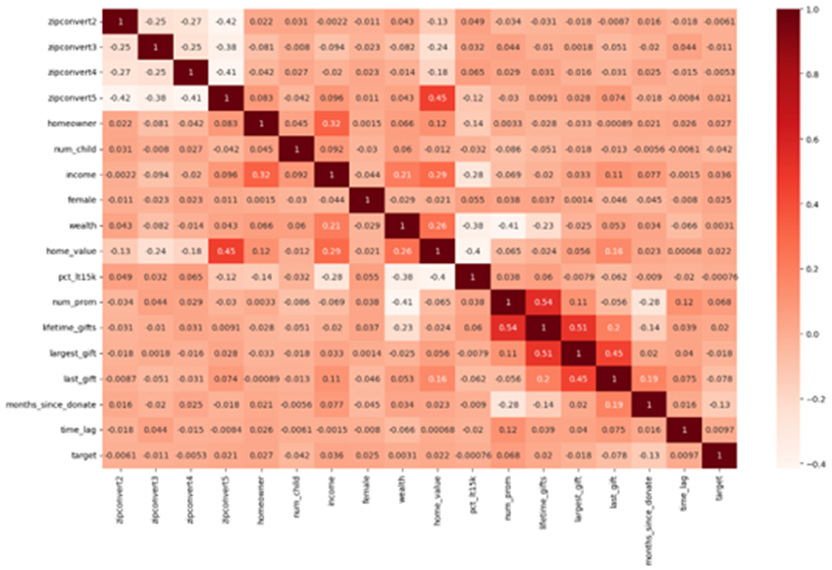 zipconvert2 1 -0.25 -0.27 -0.42 0.022 0.031 -0.0022 -0.011 0.043 -0.13 0.049 -0.034 -0.031 -0.018 -0.0087 0.016 -0.018 -0.0061
zipconvert3 -0.25 1 -0.25 -0.38 -0.081 -0.008 -0.094 -0.023 -0.082 -0.24 0.032 0.044 -0.01 0.0018 -0.051 -0.02 0.044 -0.011
zipconvert4 -0.27 -0.25 1 -0.41 -0.042 0.027 -0.02 0.023 -0.014 -0.18 0.065 0.029 0.031 -0.016 -0.031 0.025 -0.015 -0.0053
zipconvert5 -0.42 -0.38 -0.41 1 0.083 -0.042 0.096 0.011 0.043 0.45 -0.12 -0.03 0.0091 0.028 0.074 -0.018 -0.0084 0.021
homeowner 0.022 -0.081 -0.042 0.083 1 0.045 0.32 0.0015 0.066 0.12 -0.14 0.0033 -0.028 -0.033 -0.00089 0.021 0.026 0.027
num_child 0.031 -0.008 0.027 -0.042 0.045 1 0.092 -0.03 0.06 -0.012 -0.032 -0.086 -0.051 -0.018 -0.013 -0.0056 -0.0061 -0.042
income -0.0022 -0.094 -0.02 0.096 0.32 0.092 1 -0.044 0.21 0.29 -0.28 -0.069 -0.02 0.033 0.11 0.077 -0.0015 0.036
female -0.011 -0.023 0.023 0.011 0.0015 -0.03 -0.044 1 -0.029 -0.021 0.055 0.038 0.037 0.0014 -0.046 -0.045 -0.008 0.025
wealth 0.043 -0.082 -0.014 0.043 0.066 0.06 0.21 -0.029 1 0.26 -0.38 -0.41 -0.23 -0.025 0.053 0.034 -0.066 0.0031
home_value -0.13 -0.24 -0.18 0.45 0.12 -0.012 0.29 -0.021 0.26 1 -0.4 -0.065 -0.024 0.056 0.16 0.023 0.00068 0.022
pct_lt15k 0.049 0.032 0.065 -0.12 -0.14 -0.032 -0.28 0.055 -0.38 -0.4 1 0.038 0.06 -0.0079 -0.062 -0.009 -0.02 -0.00076
num_prom -0.034 0.044 0.029 -0.03 0.0033 -0.086 -0.069 0.038 -0.41 -0.065 0.038 1 0.54 0.11 -0.056 -0.28 0.12 0.068
lifetime_gifts -0.031 -0.01 0.031 0.0091 -0.028 -0.051 -0.02 0.037 -0.23 -0.024 0.06 0.54 1 0.51 0.2 -0.14 0.039 0.02
largest_gift -0.018 0.0018 -0.016 0.028 -0.033 -0.018 0.033 0.0014 -0.025 0.056 -0.0079 0.11 0.51 1 0.45 0.02 0.04 -0.018
last_gift -0.0087 -0.051 -0.031 0.074 -0.00089 -0.013 0.11 -0.046 0.053 0.16 -0.062 -0.056 0.2 0.45 1 0.19 0.075 -0.078
months_since_donate 0.016 -0.02 0.025 -0.018 0.021 -0.0056 0.077 -0.045 0.034 0.023 -0.009 -0.28 -0.14 0.02 0.19 1 0.016 -0.13
time_lag -0.018 0.044 -0.015 -0.0084 0.026 -0.0061 -0.0015 -0.008 -0.066 0.00068 -0.02 0.12 0.039 0.04 0.075 0.016 1 0.0097
target -0.0061 -0.011 -0.0053 0.021 0.027 -0.042 0.036 0.025 0.0031 0.022 -0.00076 0.068 0.02 -0.018 -0.078 -0.13 0.0097 1
zipconvert2 zipconvert3 zipconvert4 zipconvert5 homeowner num_child income female wealth home_value pct_lt15k num_prom lifetime_gifts largest_gift last_gift months_since_donate time_lag target
1.0
0.8
0.6
0.4
0.2
0.0
-0.2
-0.4